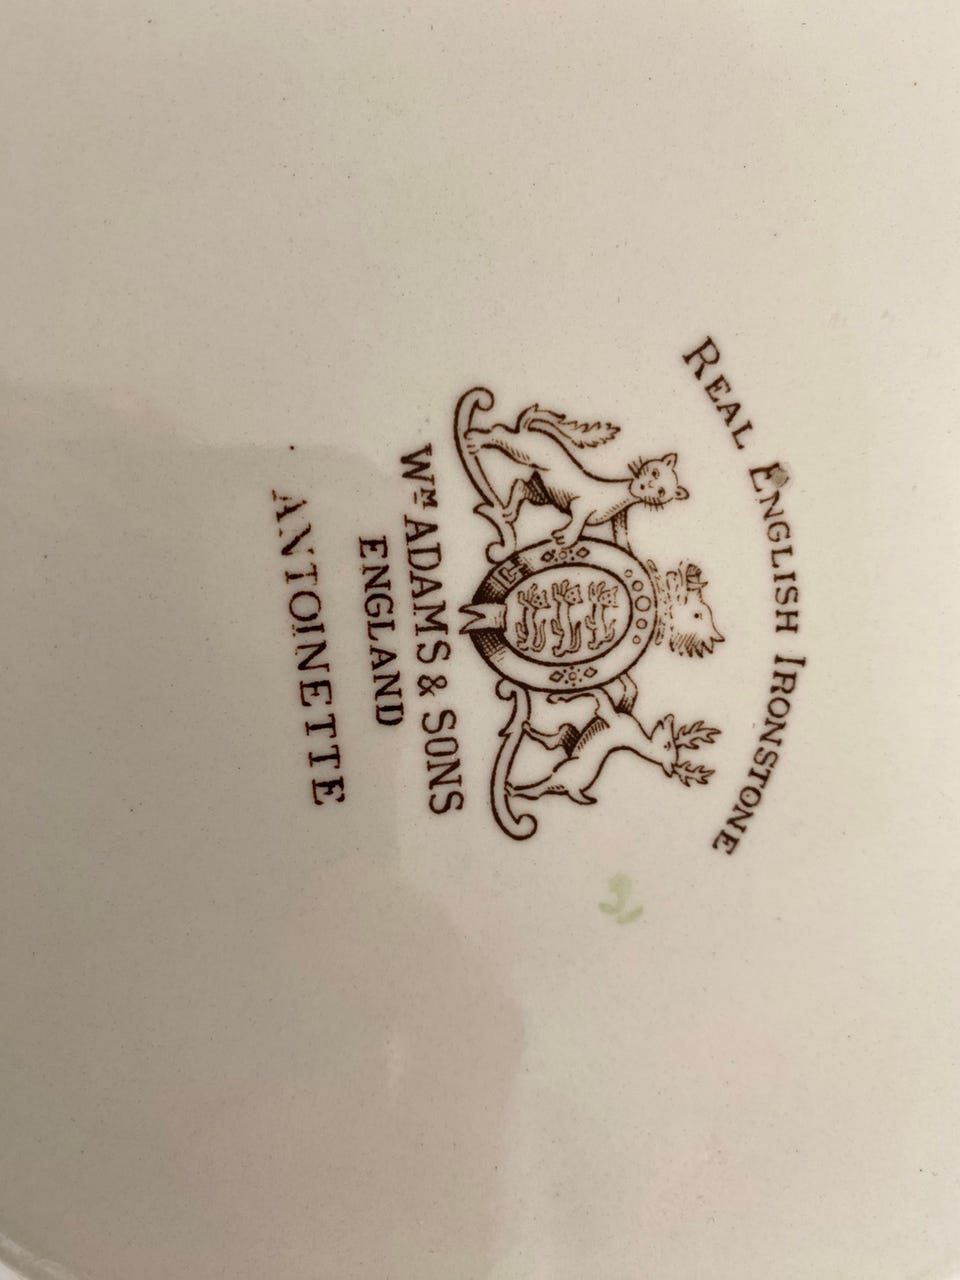 REAL ENGLISH IRONSTONE
WM ADAMS & SONS
ENGLAND
ANTOINETTE